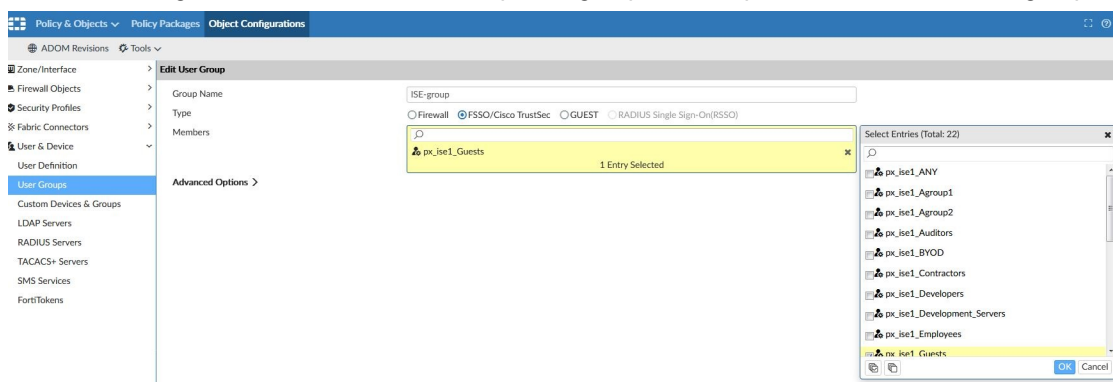 Policy & Objects Policy Packages Object Configurations
ADOM Revisions Tools
Zone/Interface
Firewall Objects
Security Profiles
Fabric Connectors
User & Device
User Definition
User Groups
Custom Devices & Groups
LDAP Servers
RADIUS Servers
TACACS+ Servers
SMS Services
FortiTokens
Edit User Group
Group Name ISE-group
Type Firewall FSSO/Cisco TrustSec GUEST RADIUS Single Sign-On(RSSO)
Members
px_ise1_Guests
1 Entry Selected
Advanced Options >
Select Entries (Total: 22)
px_ise1_ANY
px_ise1_Agroup1
px_ise1_Agroup2
px_ise1_Auditors
px_ise1_BYOD
px_ise1_Contractors
px_ise1_Developers
px_ise1_Development_Servers
px_ise1_Employees
px_ise1_Guests
OK Cancel